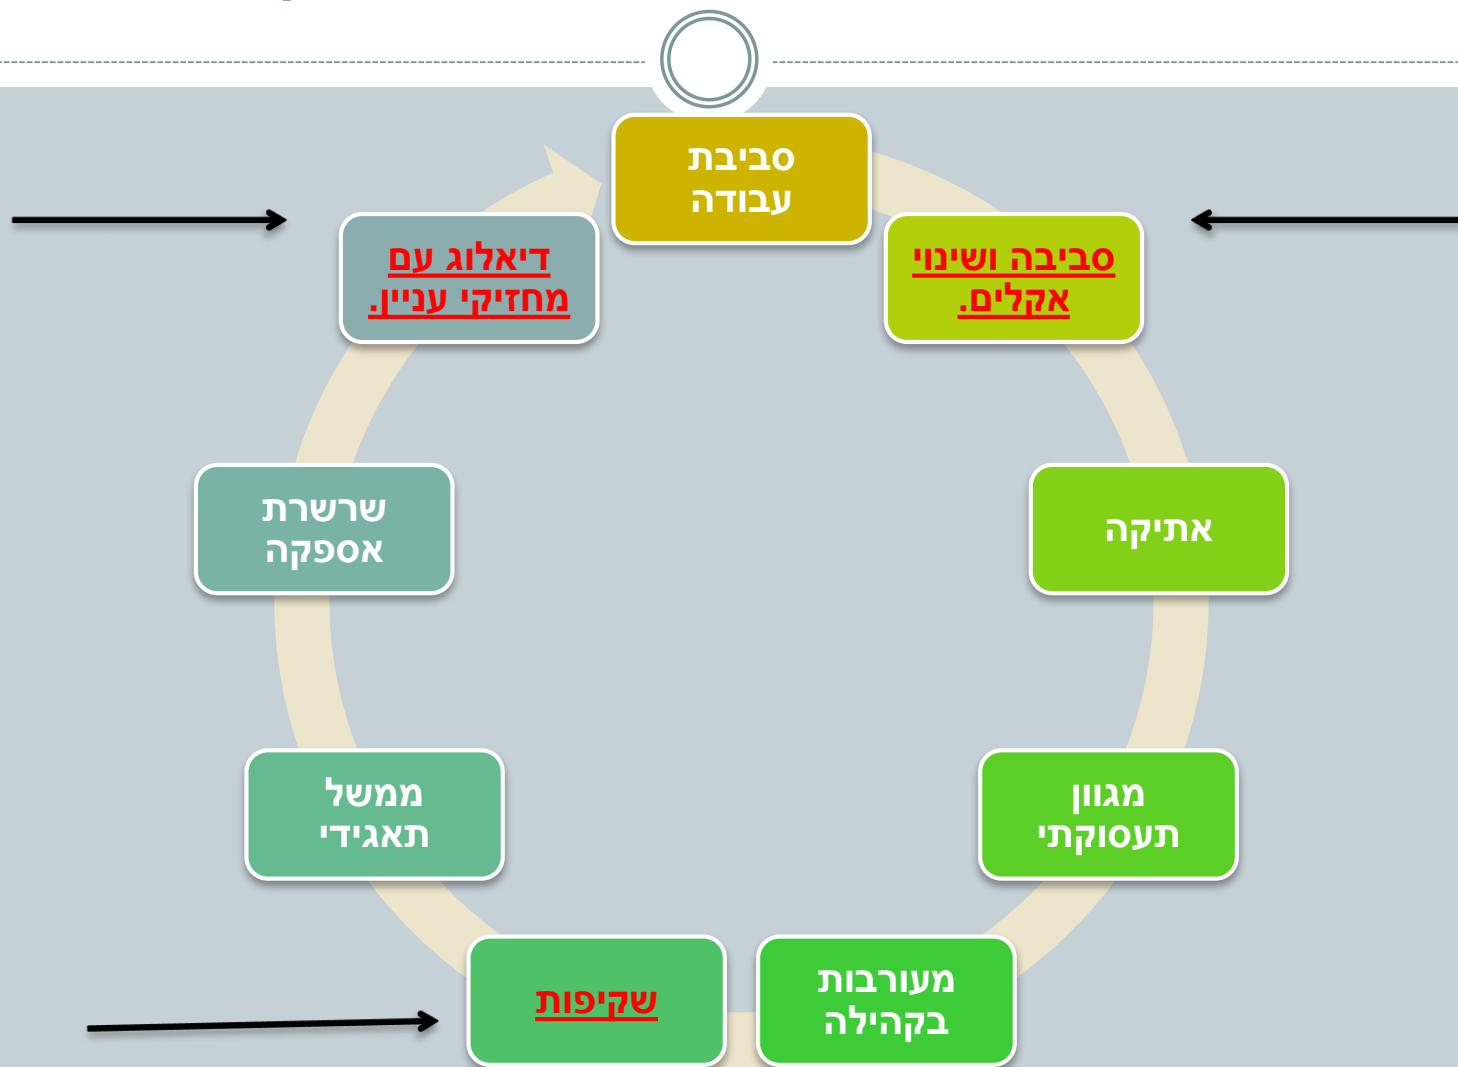 סביבת
עבודה
סביבה ושינוי
אקלים.
אתיקה
מגוון
תעסוקתי
מעורבות
בקהילה
שקיפות
ממשל
תאגידי
שרשרת
אספקה
דיאלוג עם
מחזיקי עניין.